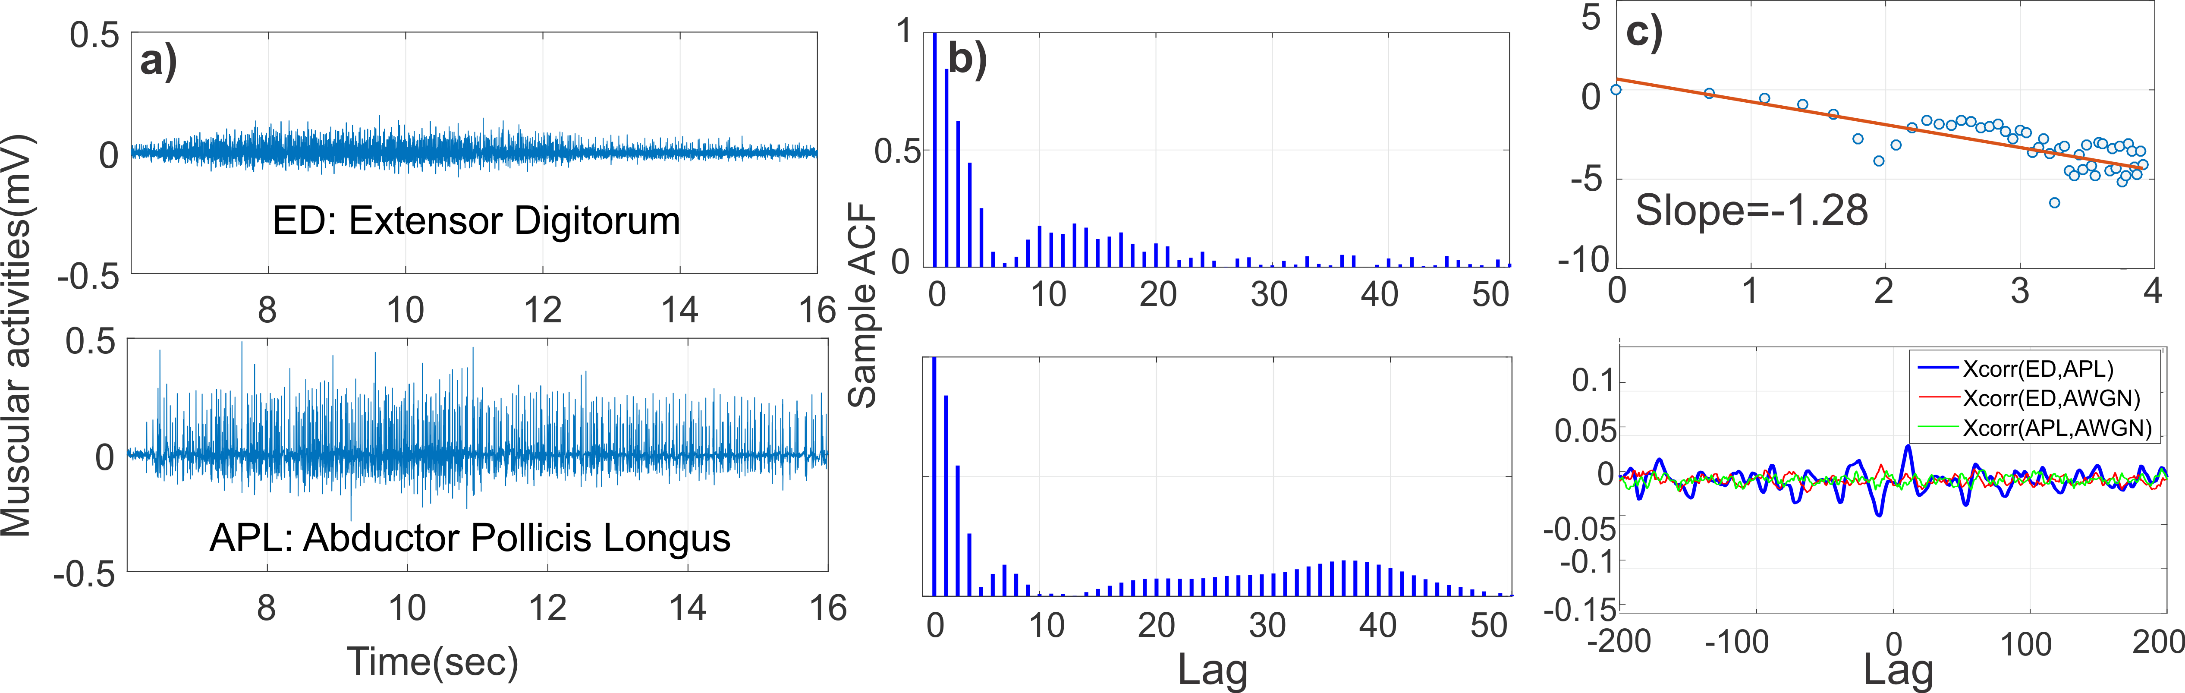 Muscular activities(mV)
a)
0.5
0
-0.5
ED: Extensor Digitorum
8 10 12 14 16
0.5
0
-0.5
APL: Abductor Pollicis Longus
8 10 12 14 16
Time(sec)
Sample ACF
b)
1
0.5
0
0 10 20 30 40 50
0 10 20 30 40 50
Lag
c)
5
0
-5
-10
Slope=-1.28
0 1 2 3 4
0.1
0.05
0
-0.05
-0.1
-0.15
Xcorr(ED,APL)
Xcorr(ED,AWGN)
Xcorr(APL,AWGN)
-200 -100 0 100 200
Lag